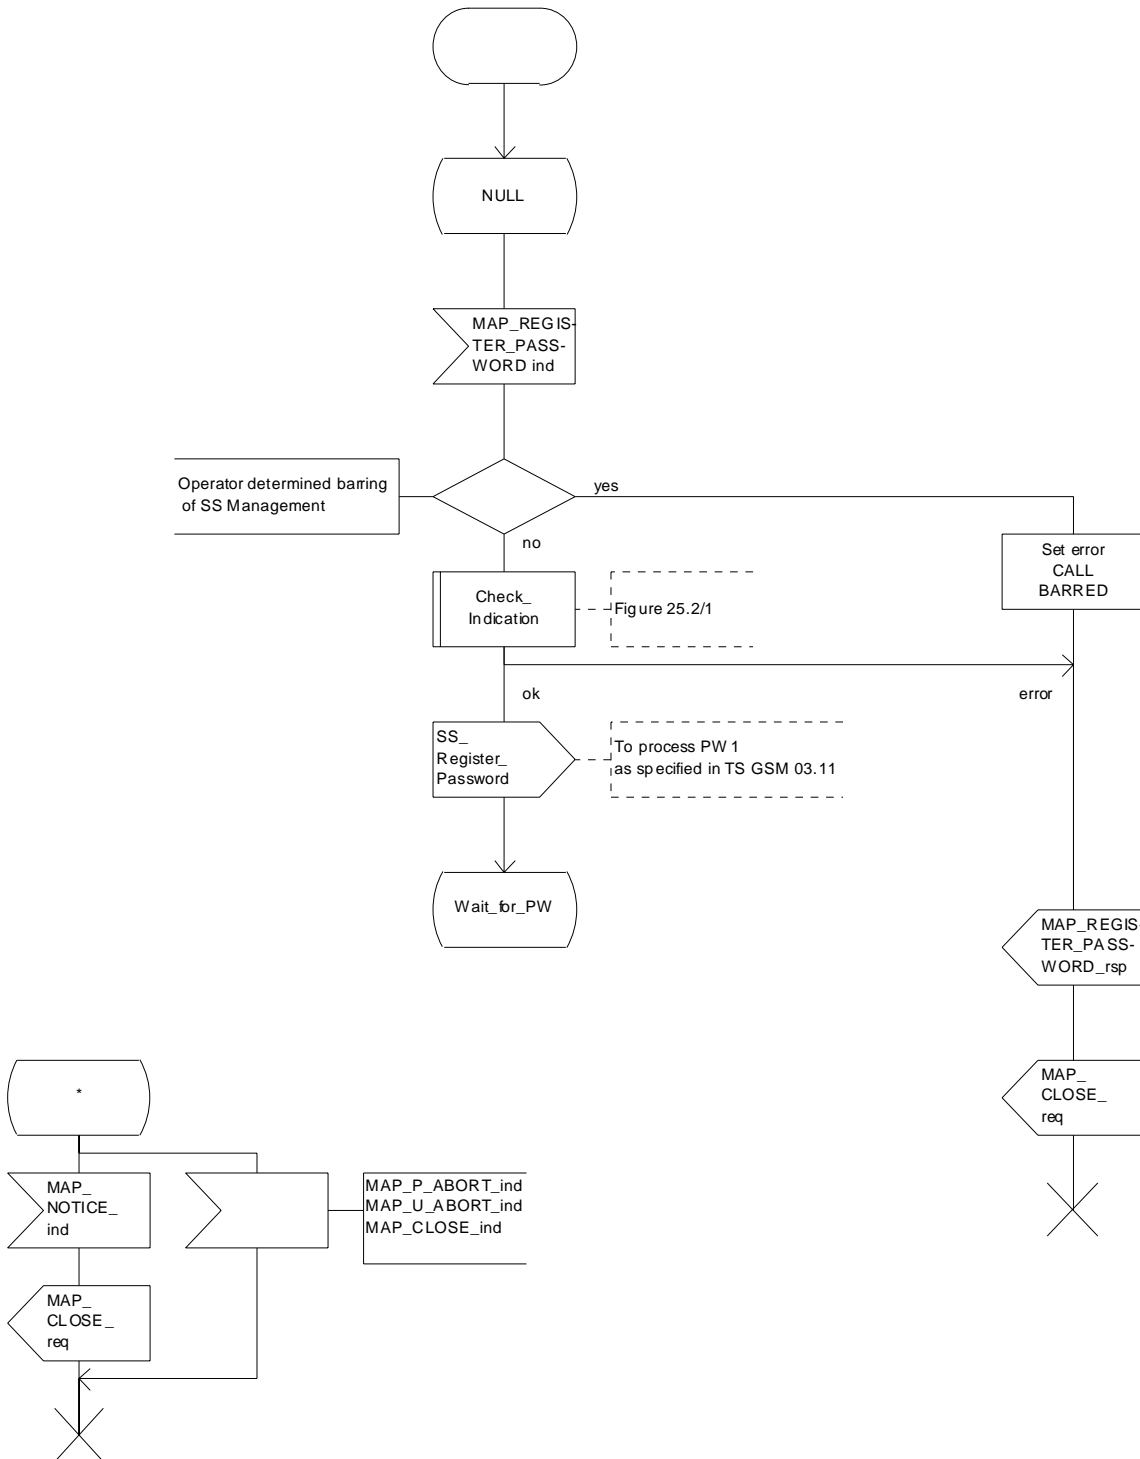 NULL
MAP_REGIS-
TER_PASS-
WORD ind
Operator determined barring
of SS Management
yes
no
Set error
CALL
BARRED
Check_
Indication
Figure 25.2/1
ok
error
SS_
Register_
Password
To process PW1
as specified in TS GSM 03.11
Wait_for_PW
MAP_REGIS-
TER_PASS-
WORD_rsp
MAP_
CLOSE_
req
*
MAP_
NOTICE_
ind
MAP_P_ABORT_ind
MAP_U_ABORT_ind
MAP_CLOSE_ind
MAP_
CLOSE_
req